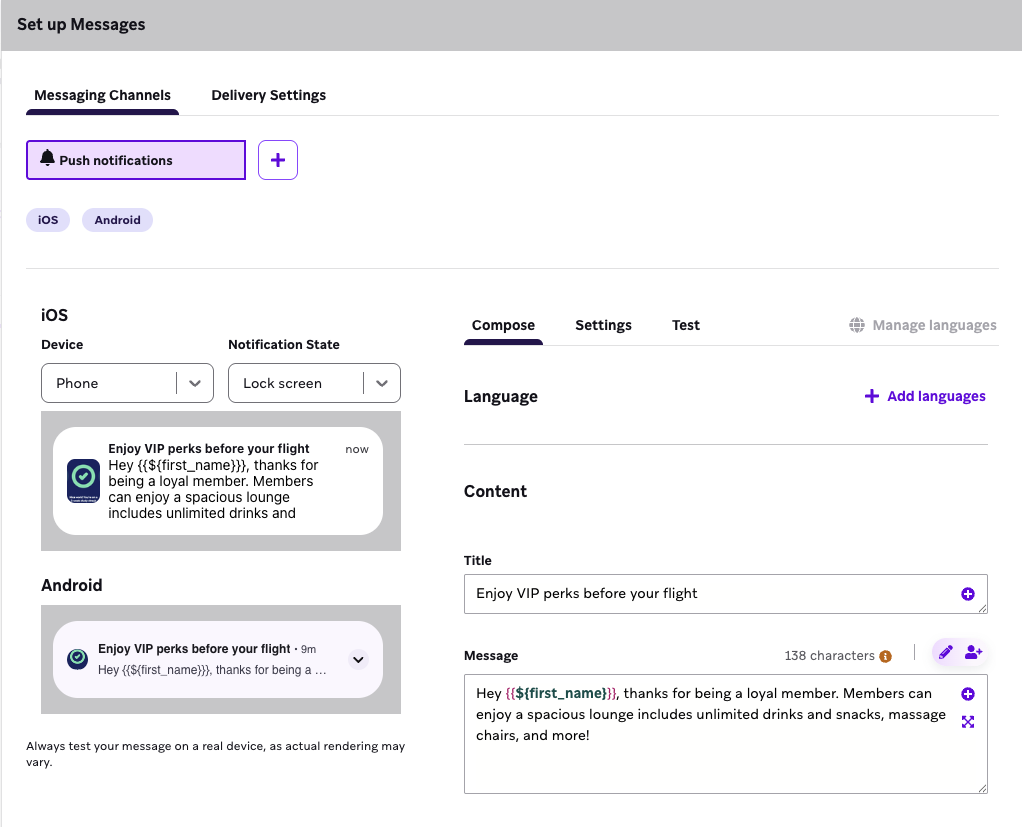 Set up Messages
Messaging Channels Delivery Settings
Push notifications
iOS Android
iOS
Device Notification State
Phone Lock screen
Enjoy VIP perks before your flight now
Hey {{${first_name}}}, thanks for
being a loyal member. Members
can enjoy a spacious lounge
includes unlimited drinks and
Android
Enjoy VIP perks before your flight · 9m
Hey {{${first_name}}}, thanks for being a …
Always test your message on a real device, as actual rendering may
vary.
Compose Settings Test Manage languages
Language Add languages
Content
Title
Enjoy VIP perks before your flight
Message 138 characters
Hey {{${first_name}}}, thanks for being a loyal member. Members can
enjoy a spacious lounge includes unlimited drinks and snacks, massage
chairs, and more!